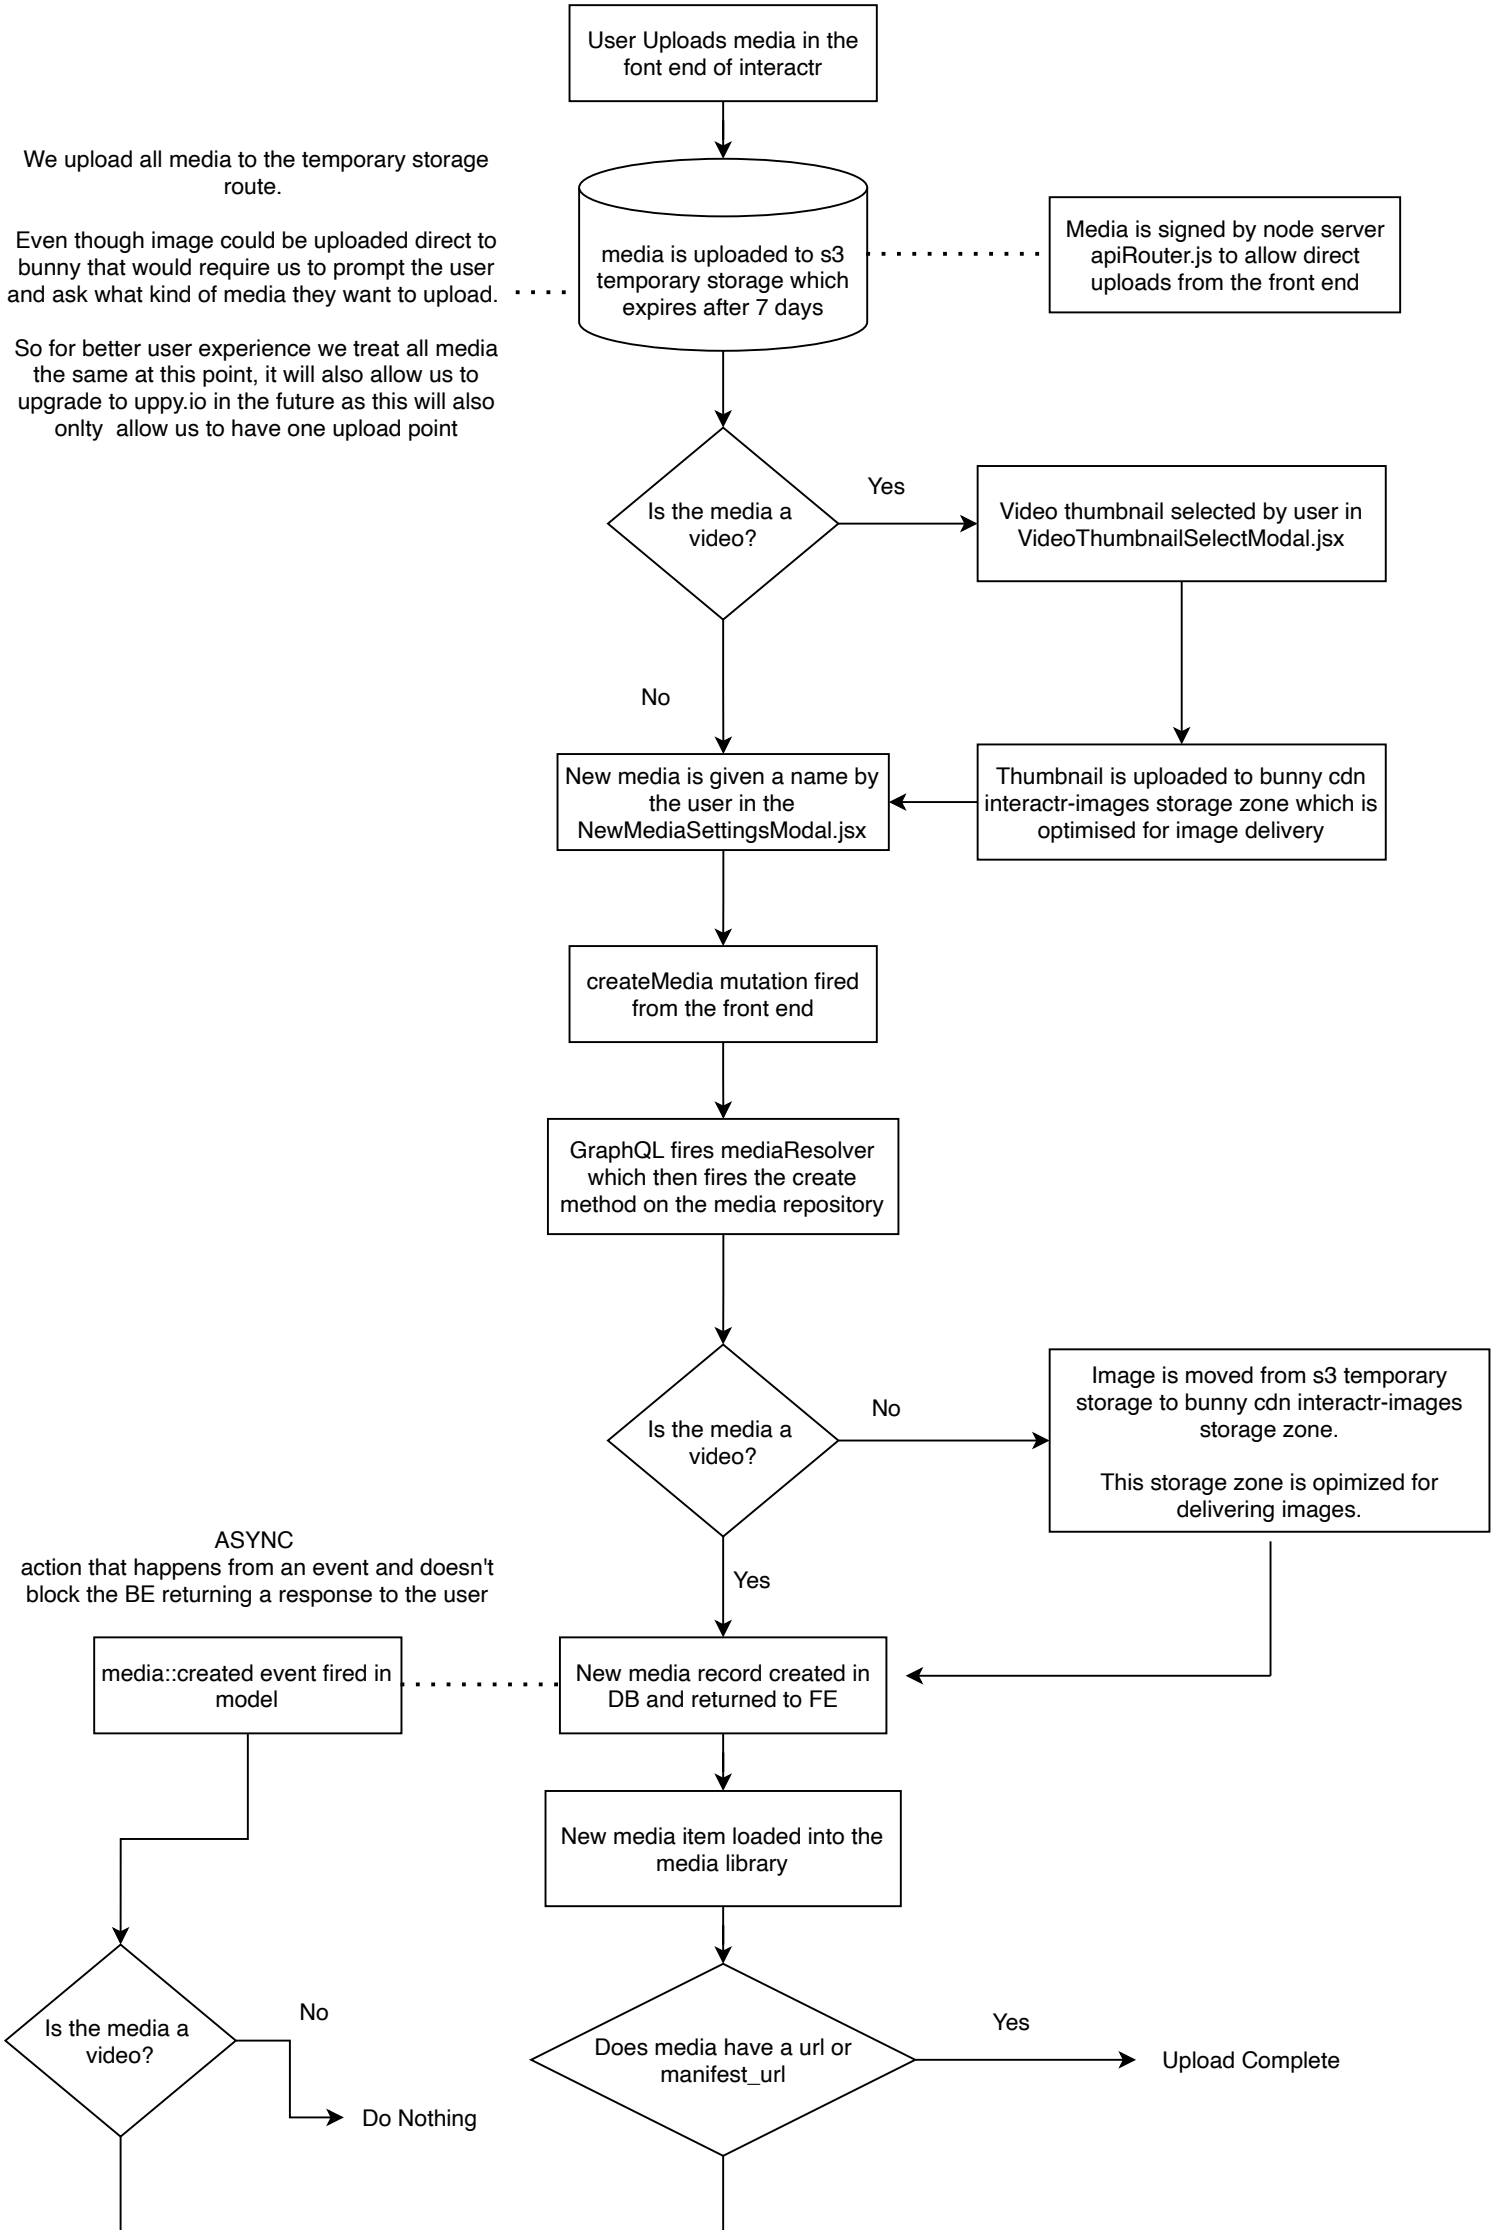 User Uploads media in the
font end of interactr
We upload all media to the temporary storage
route.
Even though image could be uploaded direct to
bunny that would require us to prompt the user
and ask what kind of media they want to upload.
So for better user experience we treat all media
the same at this point, it will also allow us to
upgrade to uppy.io in the future as this will also
onlty  allow us to have one upload point
media is uploaded to s3
temporary storage which
expires after 7 days
Media is signed by node server
apiRouter.js to allow direct
uploads from the front end
Is the media a
video?
Yes
Video thumbnail selected by user in
VideoThumbnailSelectModal.jsx
No
New media is given a name by
the user in the
NewMediaSettingsModal.jsx
Thumbnail is uploaded to bunny cdn
interactr-images storage zone which is
optimised for image delivery
createMedia mutation fired
from the front end
GraphQL fires mediaResolver
which then fires the create
method on the media repository
Is the media a
video?
No
Image is moved from s3 temporary
storage to bunny cdn interactr-images
storage zone.
This storage zone is opimized for
delivering images.
Yes
ASYNC
action that happens from an event and doesn't
block the BE returning a response to the user
media::created event fired in
model
New media record created in
DB and returned to FE
New media item loaded into the
media library
Is the media a
video?
No
Do Nothing
Does media have a url or
manifest_url
Yes
Upload Complete